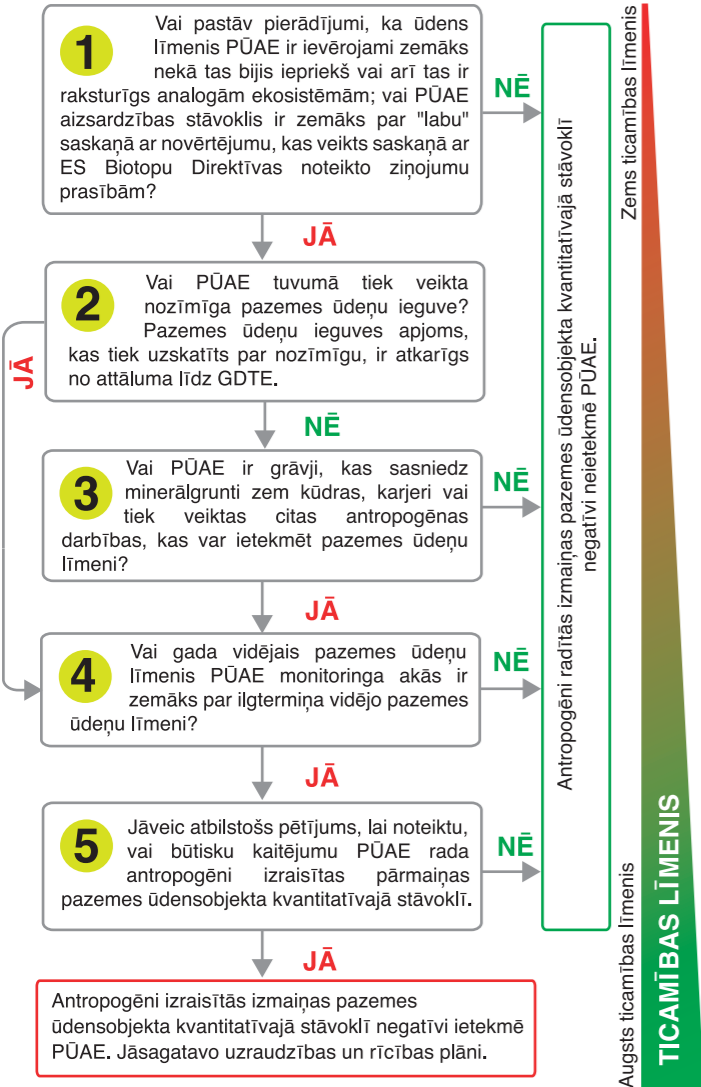 1
Vai pastāv pierādījumi, ka ūdens
līmenis PŪAE ir ievērojami zemāks
nekā tas bijis iepriekš vai arī tas ir
raksturīgs analogām ekosistēmām; vai PŪAE
aizsardzības stāvoklis ir zemāks par "labu"
saskaņā ar novērtējumu, kas veikts saskaņā ar
ES Biotopu Direktīvas noteikto ziņojumu
prasībām?
NĒ
JĀ
2
Vai PŪAE tuvumā tiek veikta
nozīmīga pazemes ūdeņu ieguve?
Pazemes ūdeņu ieguves apjoms,
kas tiek uzskatīts par nozīmīgu, ir atkarīgs
no attāluma līdz GDTE.
JĀ
NĒ
3
Vai PŪAE ir grāvji, kas sasniedz
minerālgrunti zem kūdras, karjeri vai
tiek veiktas citas antropogēnas
darbības, kas var ietekmēt pazemes ūdeņu
līmeni?
NĒ
JĀ
4
Vai gada vidējais pazemes ūdeņu
līmenis PŪAE monitoringa akās ir
zemāks par ilgtermiņa vidējo pazemes
ūdeņu līmeni?
NĒ
JĀ
5
Jāveic atbilstošs pētījums, lai noteiktu,
vai būtisku kaitējumu PŪAE rada
antropogēni izraisītas pārmaiņas
pazemes ūdensobjekta kvantitatīvajā stāvoklī.
NĒ
JĀ
Antropogēni izraisītās izmaiņas pazemes
ūdensobjekta kvantitatīvajā stāvoklī negatīvi ietekmē
PŪAE. Jāsagatavo uzraudzības un rīcības plāni.
Antropogēni radītās izmaiņas pazemes ūdensobjekta kvantitatīvajā stāvoklī
negatīvi neietekmē PŪAE.
Zems ticamības līmenis
Augsts ticamības līmenis
TICAMĪBAS LĪMENIS